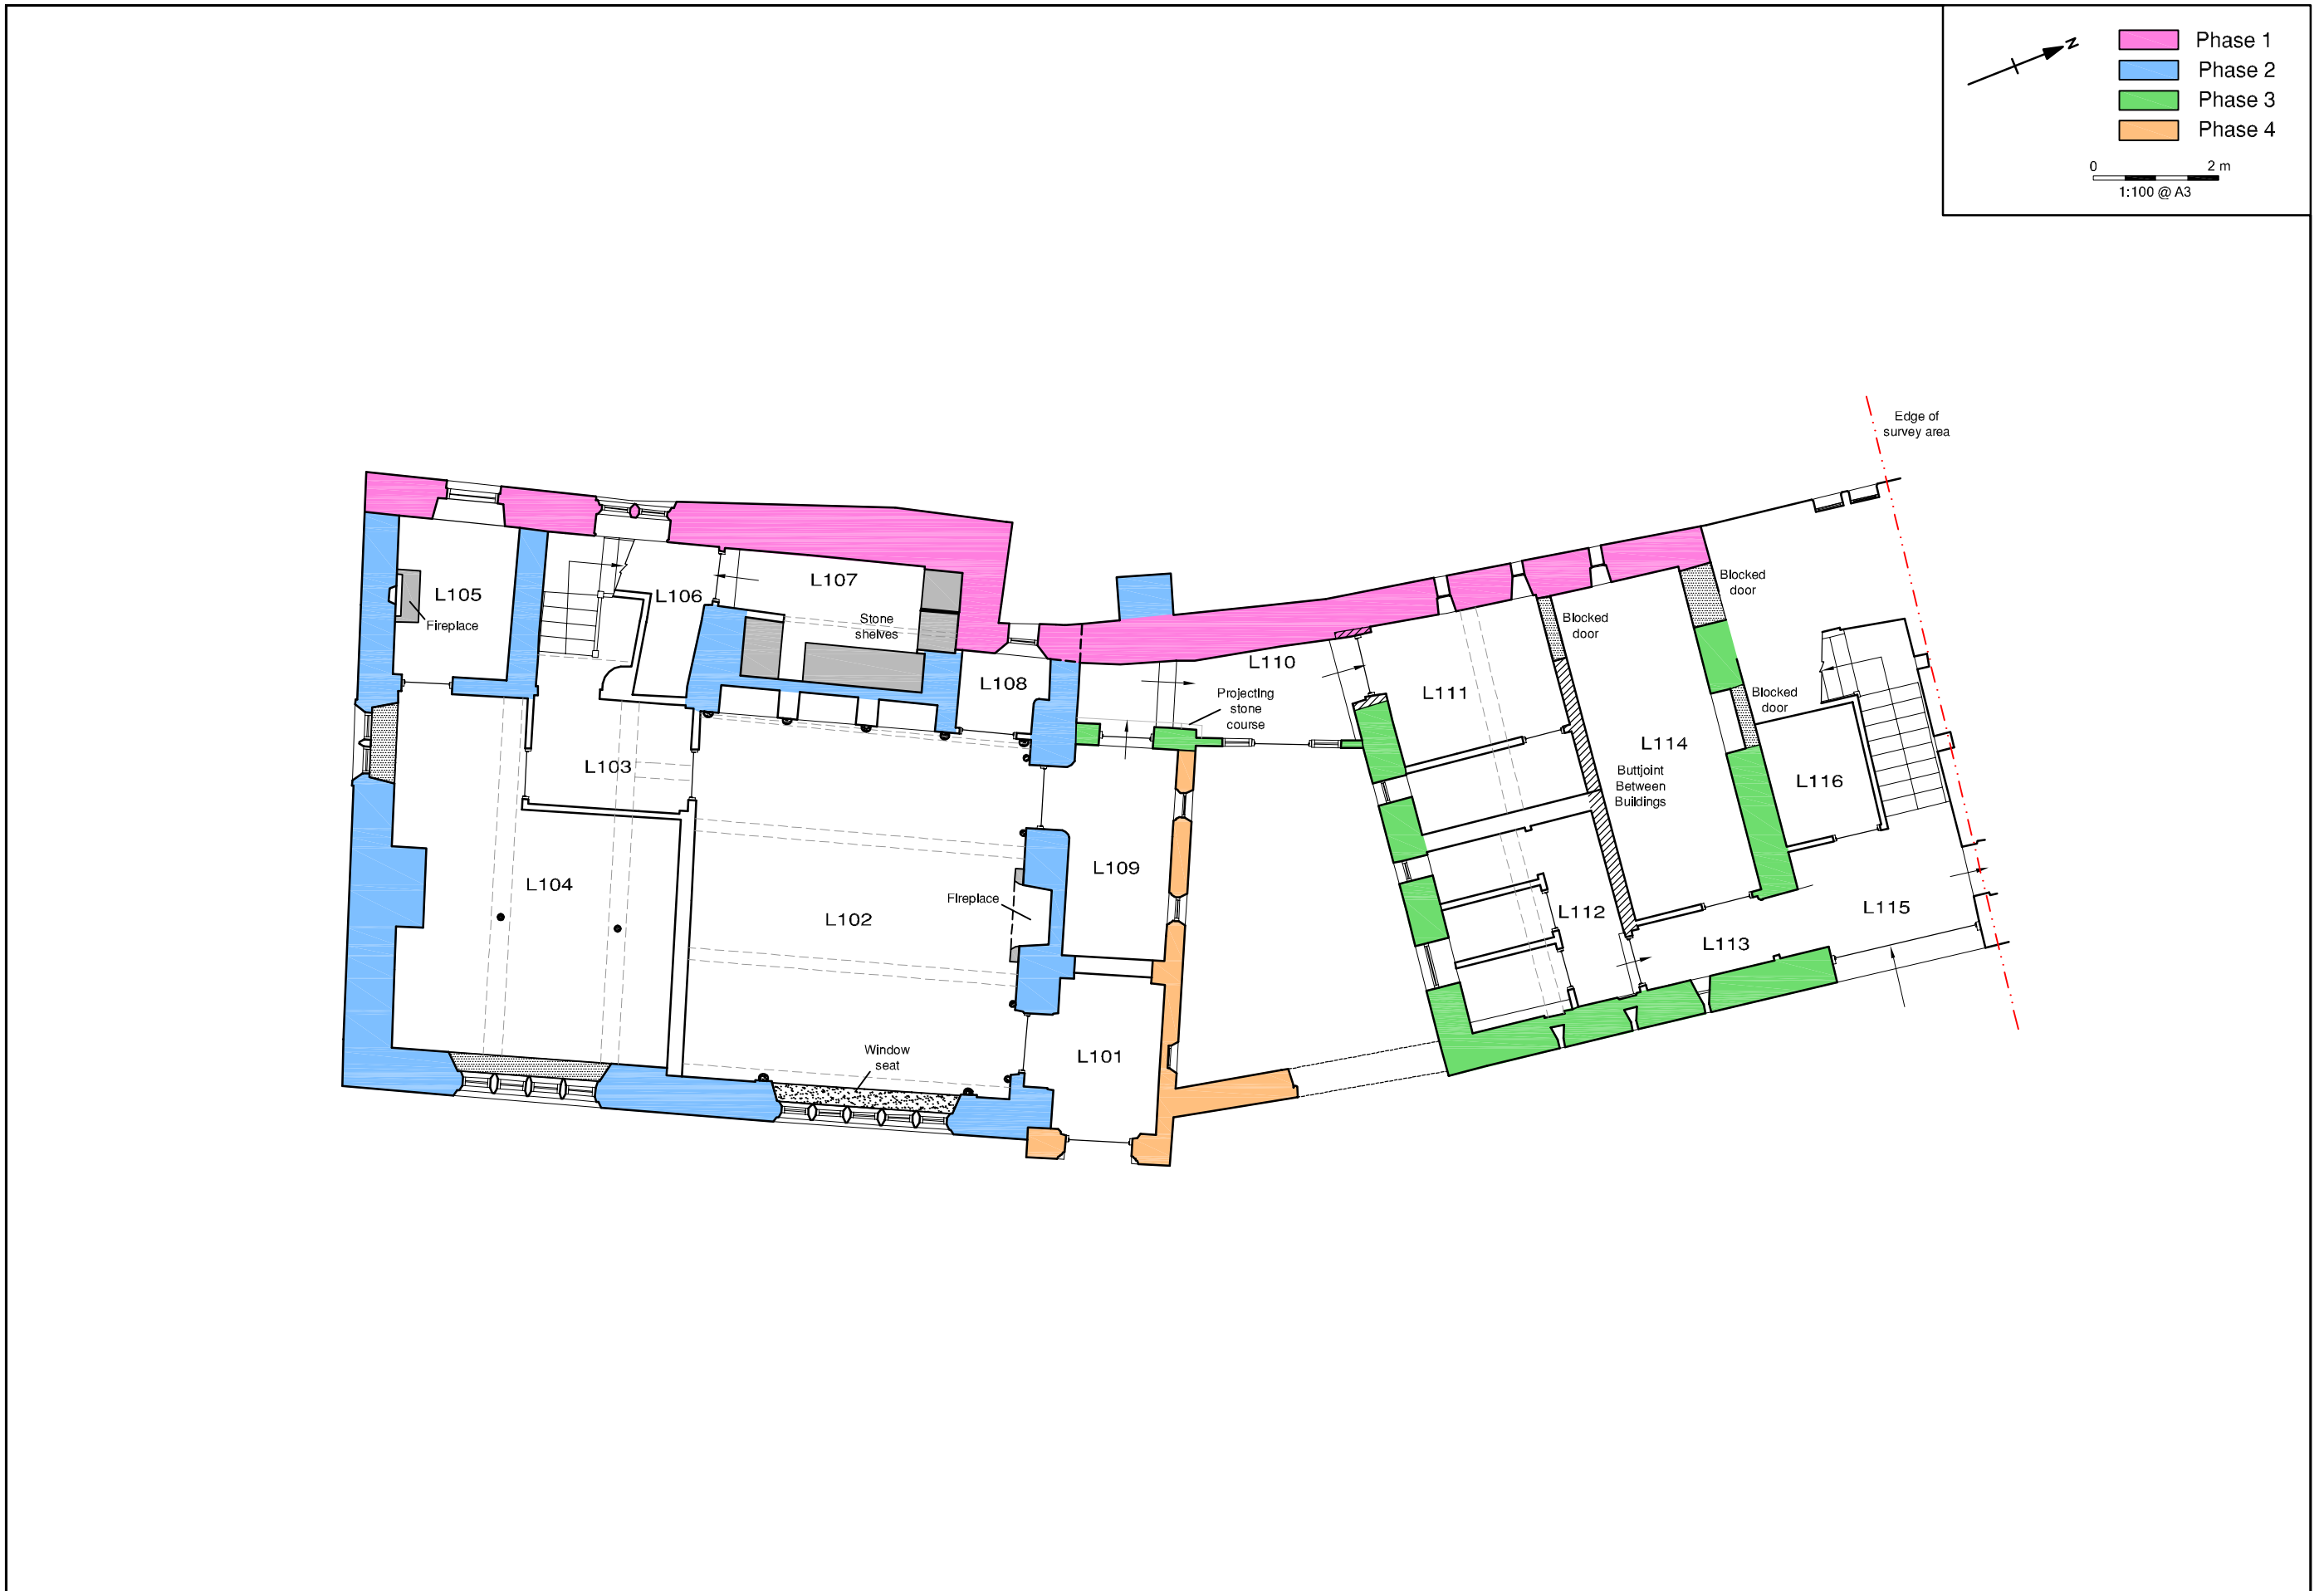 N
Phase 1
Phase 2
Phase 3
Phase 4
0 2 m
1:100 @ A3
Edge of
survey area
L105
Fireplace
L106
L107
Stone
shelves
L108
L110
Projecting
stone
course
L111
Blocked
door
Blocked
door
Blocked
door
L114
Buttjoint
Between
Buildings
L116
L103
L104
L102
Fireplace
L109
L112
L113
L115
L101
Window
seat